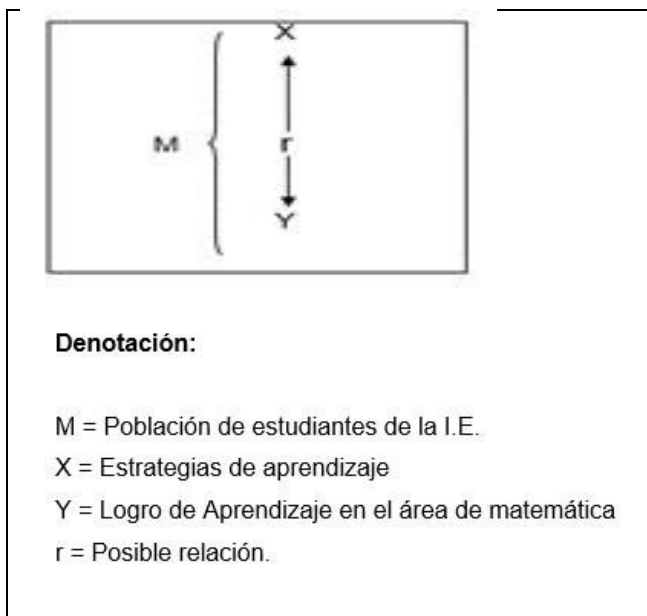 X
M
r
Y
Denotación:
M = Población de estudiantes de la I.E.
X = Estrategias de aprendizaje
Y = Logro de Aprendizaje en el área de matemática
r = Posible relación.